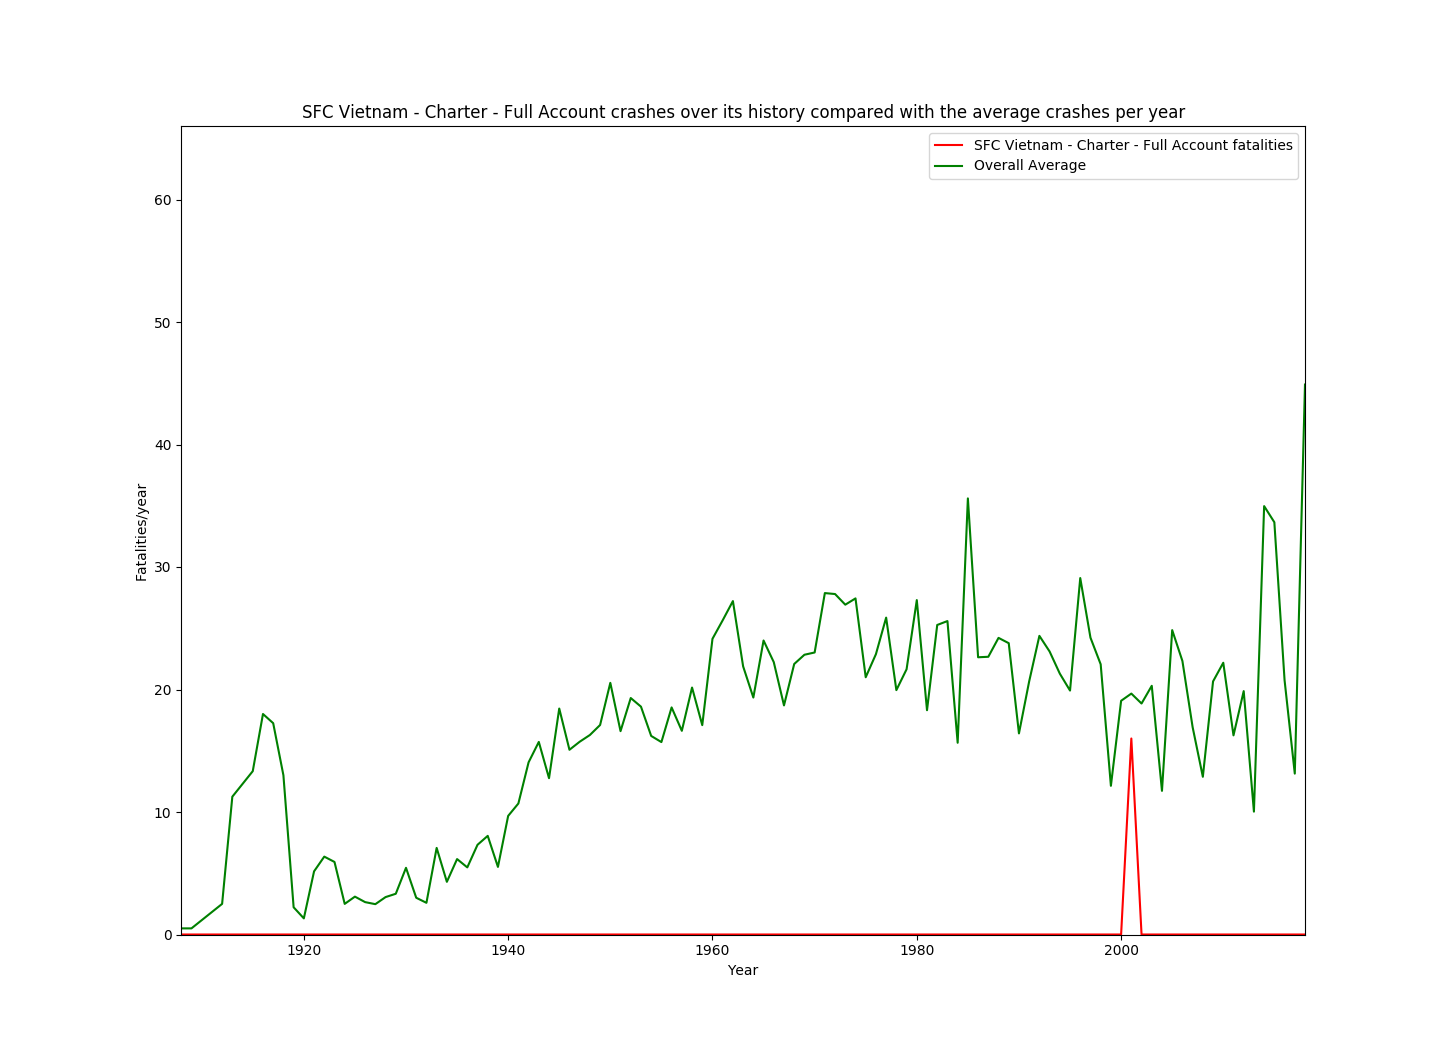 SFC Vietnam - Charter - Full Account crashes over its history compared with the average crashes per year
SFC Vietnam - Charter - Full Account fatalities
Overall Average
60
50
40
30
20
10
0
Fatalities/year
1920
1940
1960
1980
2000
Year